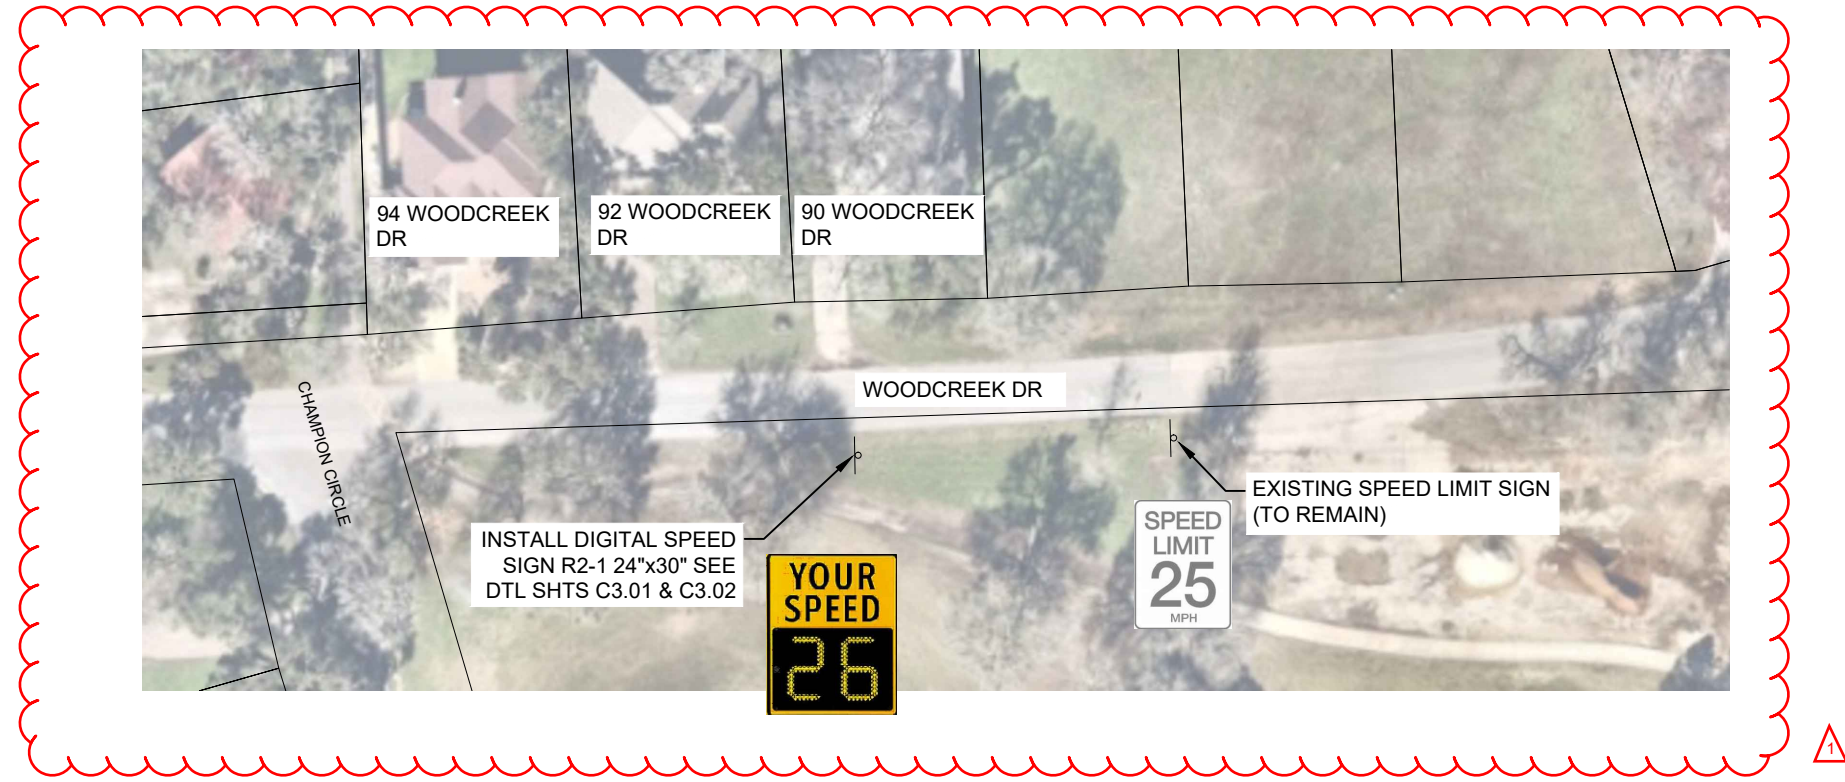 94 WOODCREEK
DR
92 WOODCREEK
DR
90 WOODCREEK
DR
WOODCREEK DR
CHAMPION CIRCLE
INSTALL DIGITAL SPEED
SIGN R2-1 24"x30" SEE
DTL SHTS C3.01 & C3.02
YOUR
SPEED
26
SPEED
LIMIT
25
MPH
EXISTING SPEED LIMIT SIGN
(TO REMAIN)
1